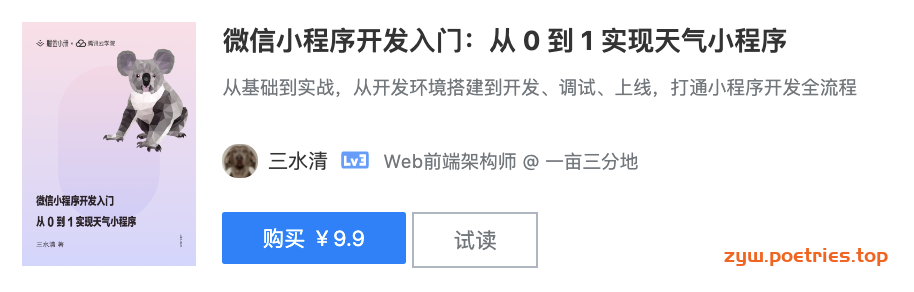 掘金小册 · 腾讯云学院
微信小程序开发入门
从 0 到 1 实现天气小程序
三水清 著
微信小程序开发入门：从 0 到 1 实现天气小程序
从基础到实战，从开发环境搭建到开发、调试、上线，打通小程序开发全流程
三水清 Lv3 Web前端架构师 @ 一亩三分地
购买 ¥9.9 试读
zyw.poetries.top